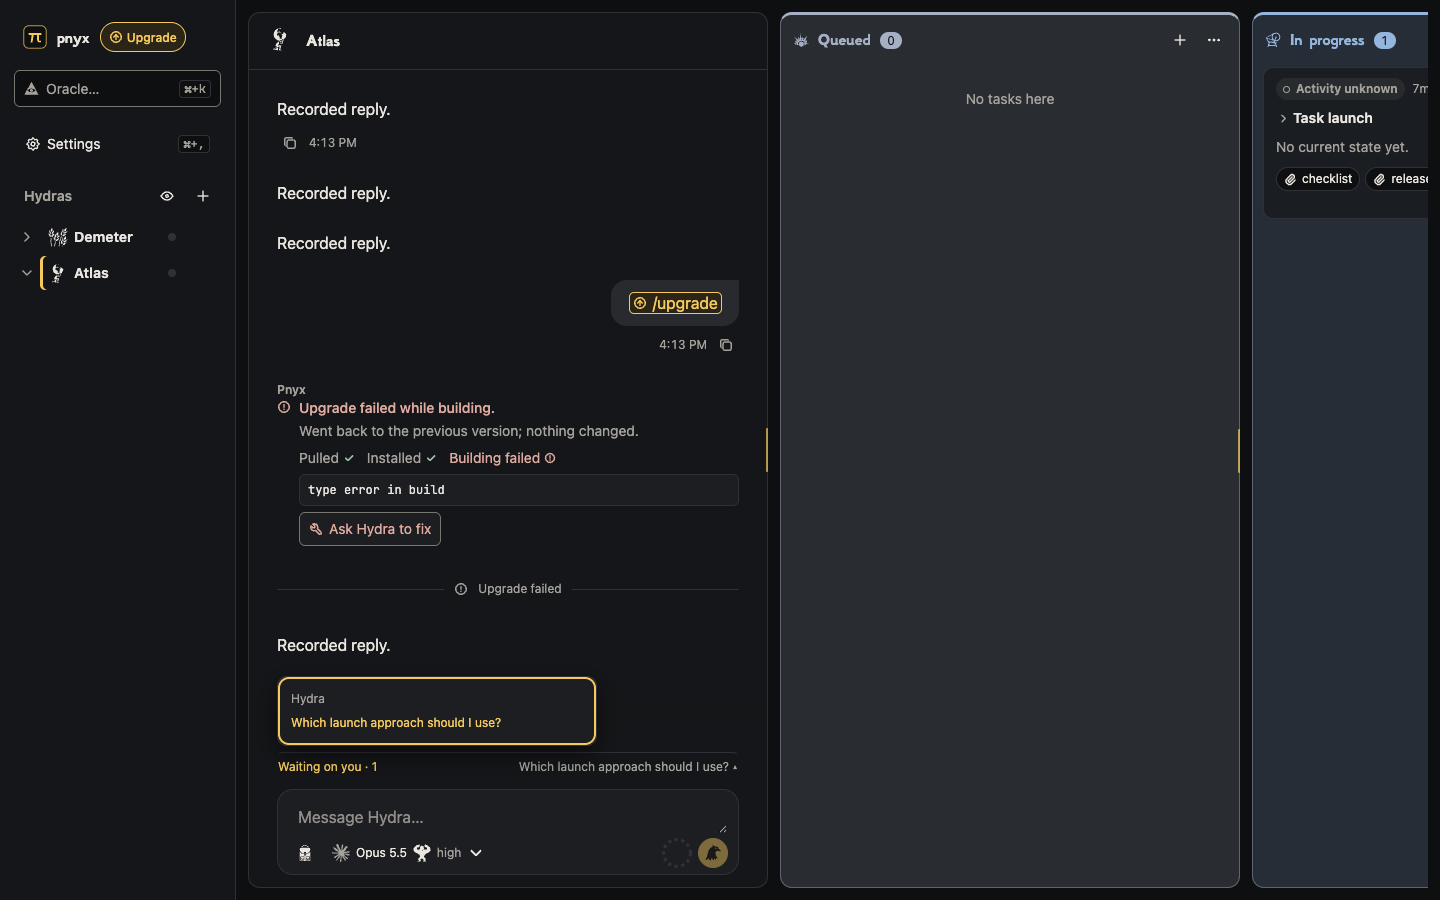 pnyx
Upgrade
Oracle...
⌘+k
Settings
⌘+,
Hydras
Demeter
Atlas
Atlas
Recorded reply.
4:13 PM
Recorded reply.
Recorded reply.
/upgrade
4:13 PM
Pnyx
Upgrade failed while building.
Went back to the previous version; nothing changed.
Pulled Installed Building failed
type error in build
Ask Hydra to fix
Upgrade failed
Recorded reply.
Hydra
Which launch approach should I use?
Waiting on you · 1 Which launch approach should I use?
Message Hydra...
Opus 5.5 high
Queued 0
No tasks here
In progress 1
Activity unknown 7m
Task launch
No current state yet.
checklist release